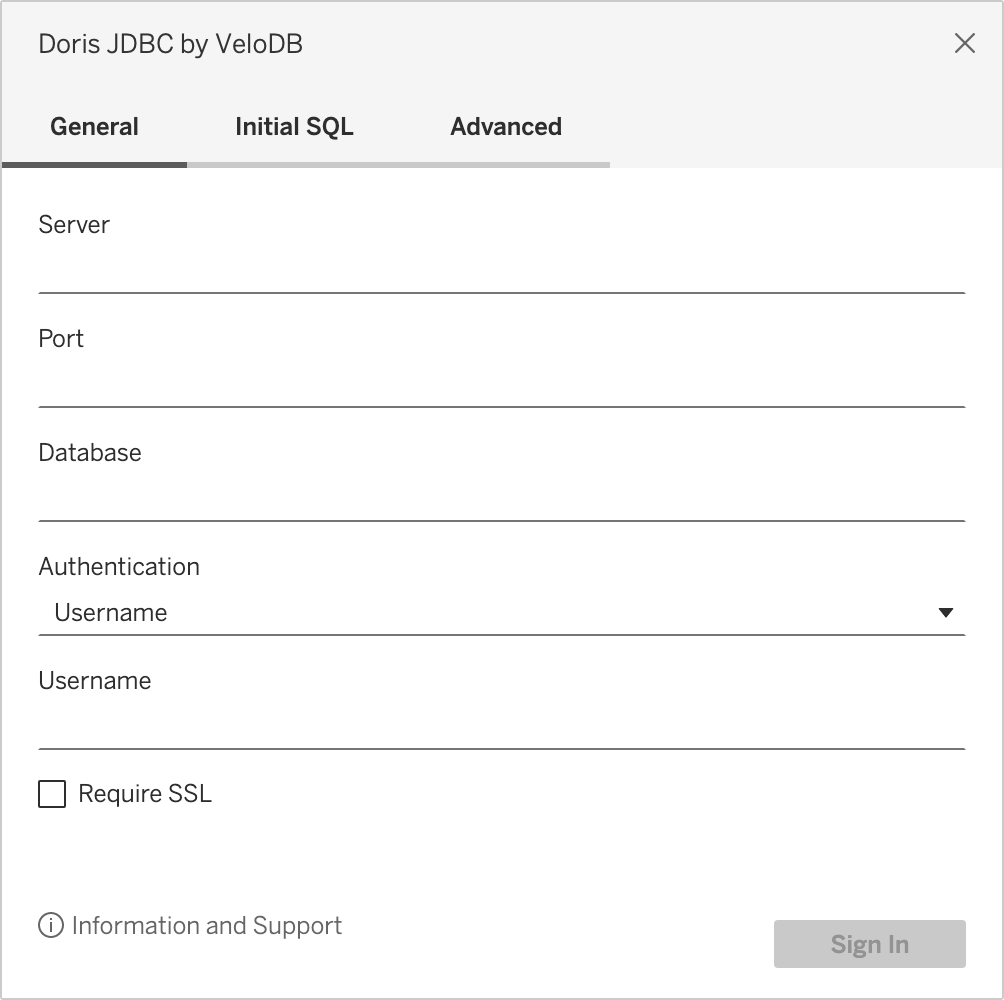 Doris JDBC by VeloDB
General Initial SQL Advanced
Server
Port
Database
Authentication
Username
Username
Require SSL
Information and Support
Sign In